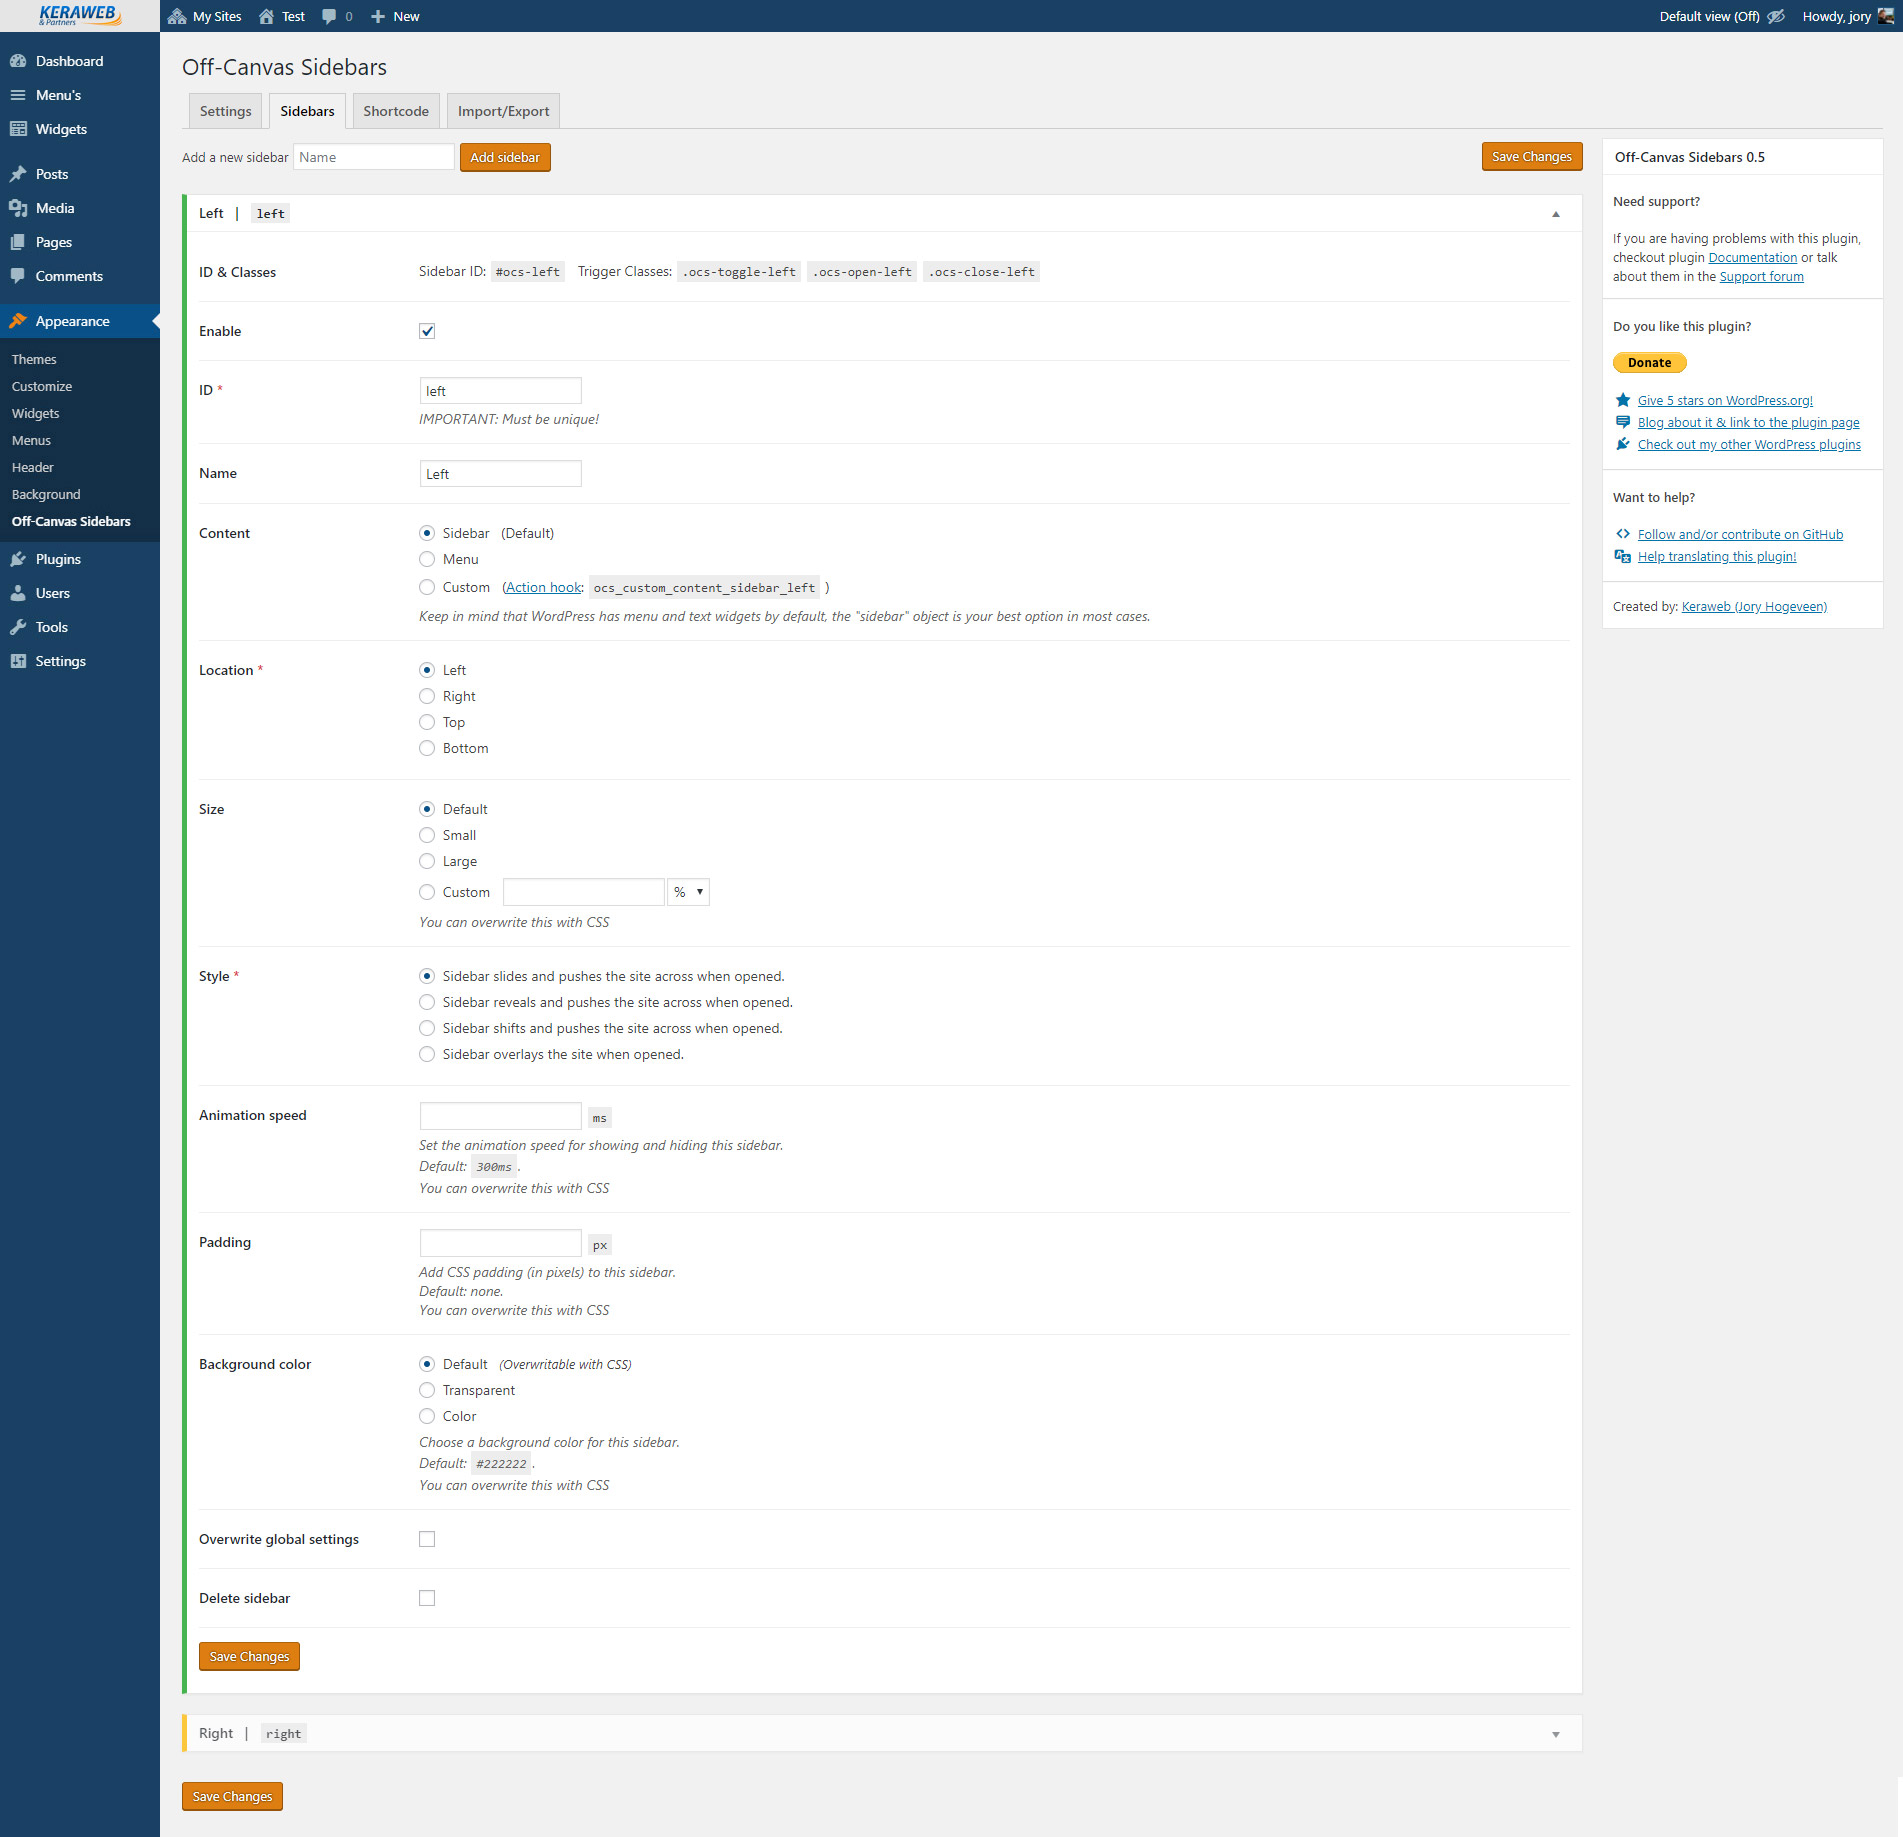 KERAWEB
& Partners
My Sites
Test
0
New
Default view (Off)
Howdy, jory
Dashboard
Menu's
Widgets
Posts
Media
Pages
Comments
Appearance
Themes
Customize
Widgets
Menus
Header
Background
Off-Canvas Sidebars
Plugins
Users
Tools
Settings
Off-Canvas Sidebars
Settings
Sidebars
Shortcode
Import/Export
Add a new sidebar
Name
Add sidebar
Save Changes
Left | left
ID & Classes
Sidebar ID: #ocs-left Trigger Classes: .ocs-toggle-left .ocs-open-left .ocs-close-left
Enable
ID *
left
IMPORTANT: Must be unique!
Name
Left
Content
Sidebar (Default)
Menu
Custom (Action hook: ocs_custom_content_sidebar_left )
Keep in mind that WordPress has menu and text widgets by default, the "sidebar" object is your best option in most cases.
Location *
Left
Right
Top
Bottom
Size
Default
Small
Large
Custom
%
You can overwrite this with CSS
Style *
Sidebar slides and pushes the site across when opened.
Sidebar reveals and pushes the site across when opened.
Sidebar shifts and pushes the site across when opened.
Sidebar overlays the site when opened.
Animation speed
ms
Set the animation speed for showing and hiding this sidebar.
Default: 300ms .
You can overwrite this with CSS
Padding
px
Add CSS padding (in pixels) to this sidebar.
Default: none.
You can overwrite this with CSS
Background color
Default (Overwritable with CSS)
Transparent
Color
Choose a background color for this sidebar.
Default: #222222 .
You can overwrite this with CSS
Overwrite global settings
Delete sidebar
Save Changes
Right | right
Save Changes
Off-Canvas Sidebars 0.5
Need support?
If you are having problems with this plugin,
checkout plugin Documentation or talk
about them in the Support forum
Do you like this plugin?
Donate
Give 5 stars on WordPress.org!
Blog about it & link to the plugin page
Check out my other WordPress plugins
Want to help?
Follow and/or contribute on GitHub
Help translating this plugin!
Created by: Keraweb (Jory Hogeveen)